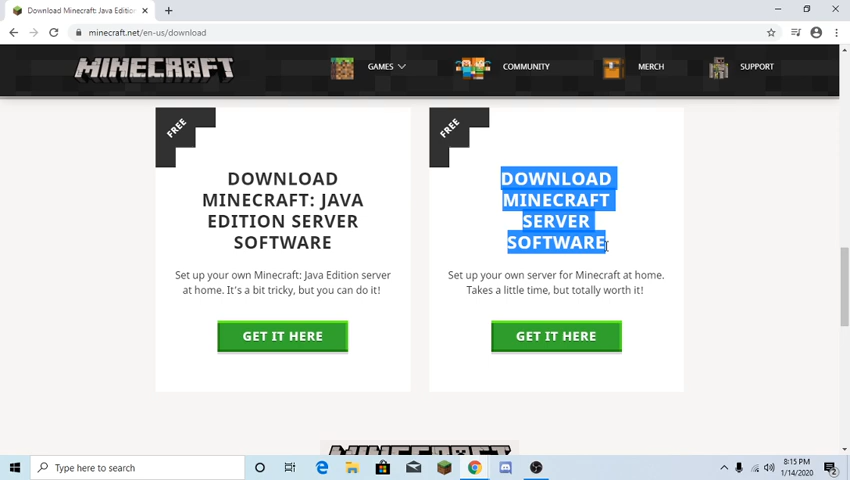 Download Minecraft: Java Edition
minecraft.net/en-us/download
MINECRAFT
GAMES
COMMUNITY
MERCH
SUPPORT
FREE
DOWNLOAD
MINECRAFT: JAVA
EDITION SERVER
SOFTWARE
Set up your own Minecraft: Java Edition server
at home. It's a bit tricky, but you can do it!
GET IT HERE
FREE
DOWNLOAD
MINECRAFT
SERVER
SOFTWARE
Set up your own server for Minecraft at home.
Takes a little time, but totally worth it!
GET IT HERE
MINECRAFT
Type here to search
8:15 PM
1/14/2020
2